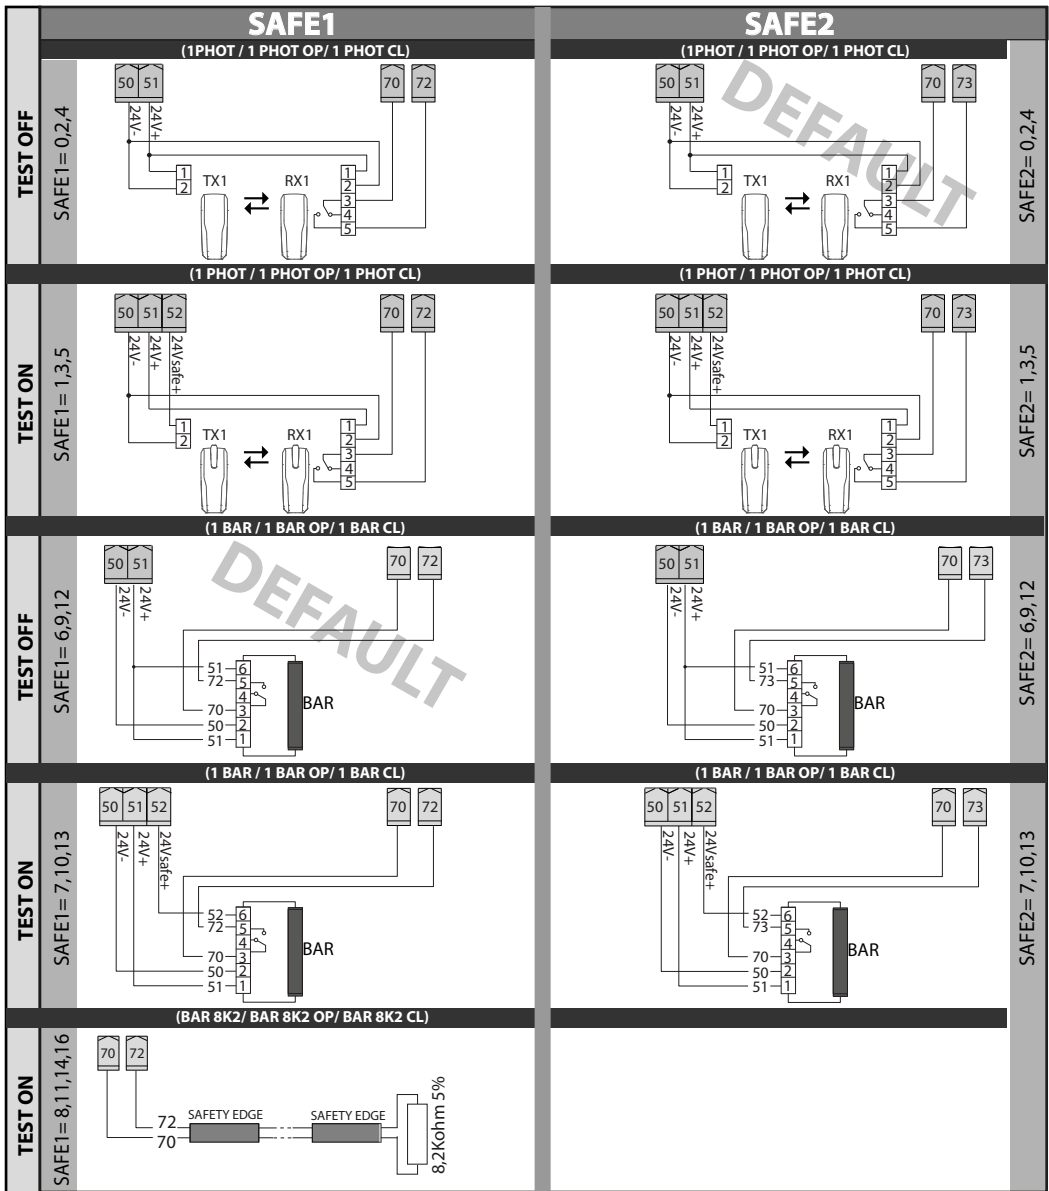 SAFE1
SAFE2
(1PHOT / 1 PHOT OP/ 1 PHOT CL)
(1PHOT / 1 PHOT OP/ 1 PHOT CL)
TEST OFF
SAFE1= 0,2,4
50 51
24V-
24V+
70 72
1
2
TX1
RX1
1
2
3
4
5
50 51
24V-
24V+
70 73
1
2
TX1
RX1
1
2
3
4
5
DEFAULT
SAFE2= 0,2,4
(1 PHOT / 1 PHOT OP/ 1 PHOT CL)
(1 PHOT / 1 PHOT OP/ 1 PHOT CL)
TEST ON
SAFE1= 1,3,5
50 51 52
24V-
24V+
24Vsafe+
70 72
1
2
TX1
RX1
1
2
3
4
5
50 51 52
24V-
24V+
24Vsafe+
70 73
1
2
TX1
RX1
1
2
3
4
5
SAFE2= 1,3,5
(1 BAR / 1 BAR OP/ 1 BAR CL)
(1 BAR / 1 BAR OP/ 1 BAR CL)
TEST OFF
SAFE1= 6,9,12
50 51
24V-
24V+
70 72
DEFAULT
51 6
72 5
4
70 3
50 2
51 1
BAR
50 51
24V-
24V+
70 73
51 6
73 5
4
70 3
50 2
51 1
BAR
SAFE2= 6,9,12
(1 BAR / 1 BAR OP/ 1 BAR CL)
(1 BAR / 1 BAR OP/ 1 BAR CL)
TEST ON
SAFE1= 7,10,13
50 51 52
24V-
24V+
24Vsafe+
70 72
52 6
72 5
4
70 3
50 2
51 1
BAR
50 51 52
24V-
24V+
24Vsafe+
70 73
52 6
73 5
4
70 3
50 2
51 1
BAR
SAFE2= 7,10,13
(BAR 8K2/ BAR 8K2 OP/ BAR 8K2 CL)
TEST ON
SAFE1= 8,11,14,16
70 72
72
70
SAFETY EDGE
SAFETY EDGE
8,2Kohm 5%